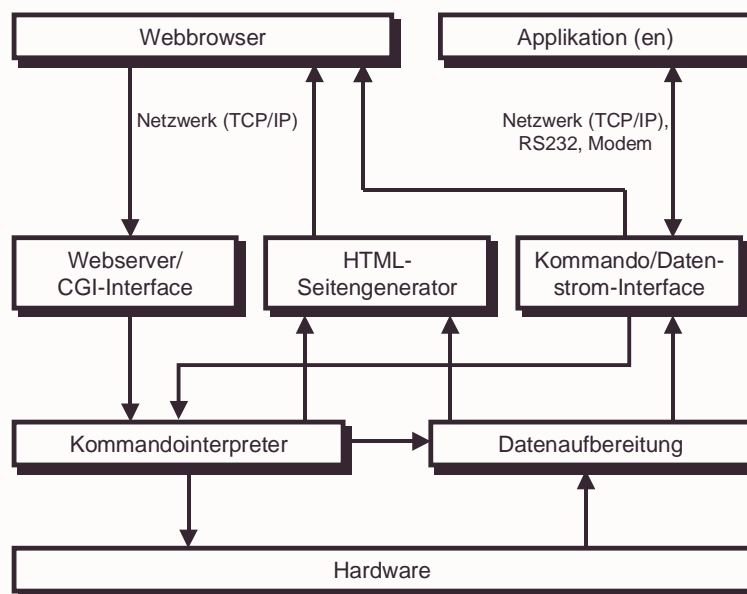 Webbrowser
Applikation (en)
Netzwerk (TCP/IP)
Netzwerk (TCP/IP),
RS232, Modem
Webserver/
CGI-Interface
HTML-
Seitengenerator
Kommando/Daten-
strom-Interface
Kommandointerpreter
Datenaufbereitung
Hardware